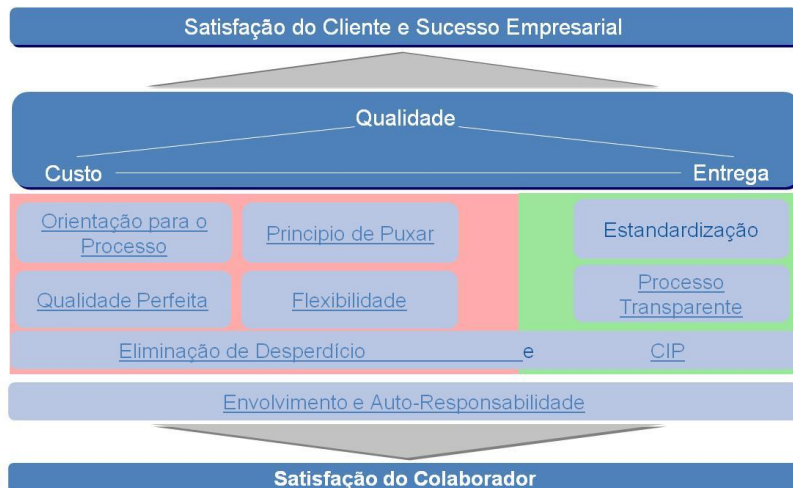 Satisfação do Cliente e Sucesso Empresarial
Qualidade
Custo
Entrega
Orientação para o
Processo
Principio de Puxar
Estandardização
Qualidade Perfeita
Flexibilidade
Processo
Transparente
Eliminação de Desperdício e CIP
Envolvimento e Auto-Responsabilidade
Satisfação do Colaborador